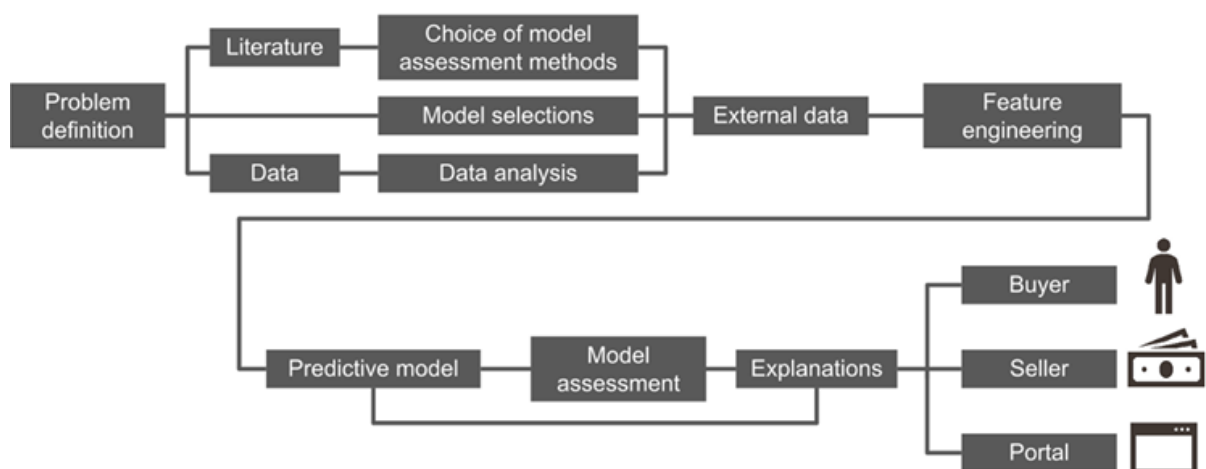 Literature
Choice of model
assessment methods
Problem
definition
Model selections
External data
Feature
engineering
Data
Data analysis
Buyer
Predictive model
Model
assessment
Explanations
Seller
Portal